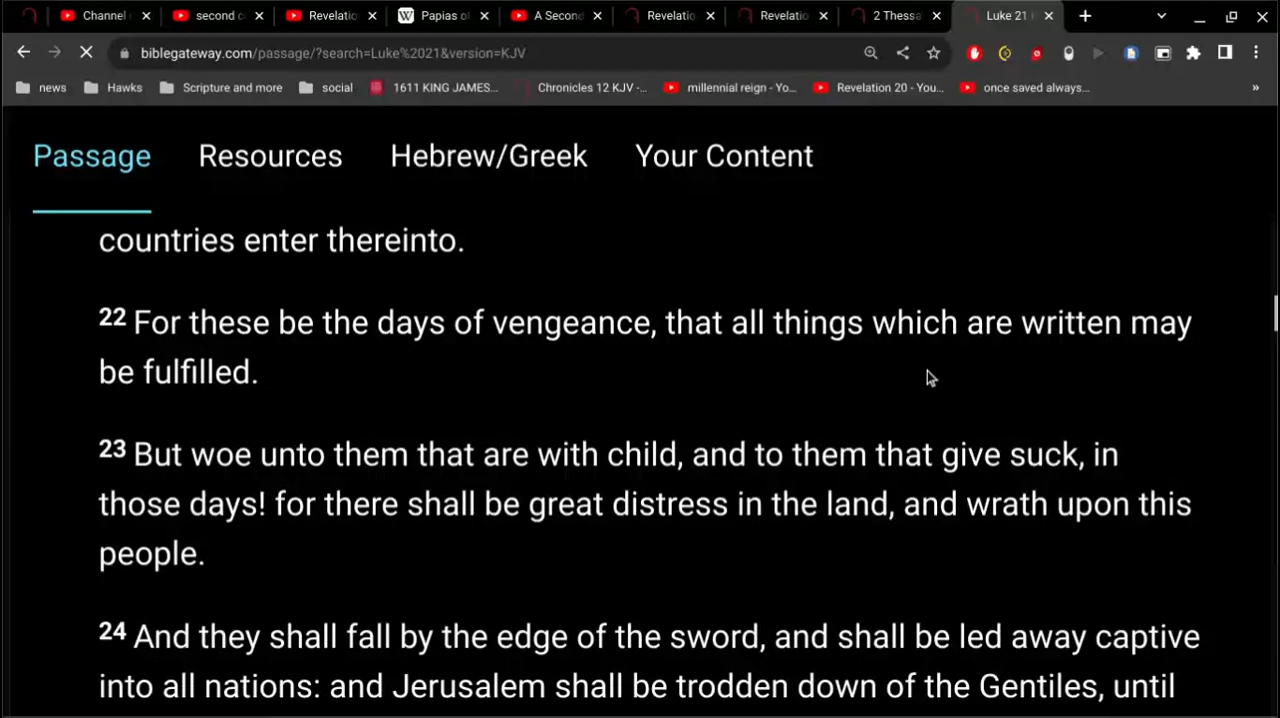 Channel
second c
Revelatio
Papias o
A Second
Revelatio
Revelatio
2 Thessa
Luke 21
biblegateway.com/passage/?search=Luke%2021&version=KJV
news
Hawks
Scripture and more
social
1611 KING JAMES...
Chronicles 12 KJV -...
millennial reign - Yo...
Revelation 20 - You...
once saved always...
»
Passage
Resources
Hebrew/Greek
Your Content
countries enter thereinto.
22 For these be the days of vengeance, that all things which are written may
be fulfilled.
23 But woe unto them that are with child, and to them that give suck, in
those days! for there shall be great distress in the land, and wrath upon this
people.
24 And they shall fall by the edge of the sword, and shall be led away captive
into all nations: and Jerusalem shall be trodden down of the Gentiles, until